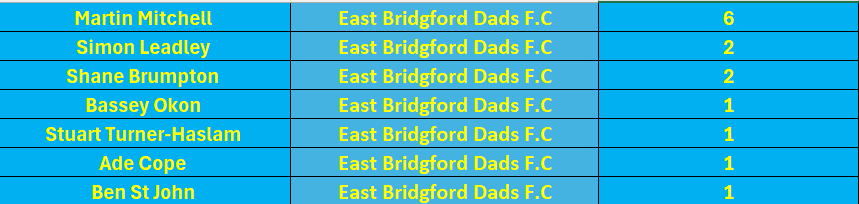 Martin Mitchell East Bridgford Dads F.C 6
Simon Leadley East Bridgford Dads F.C 2
Shane Brumpton East Bridgford Dads F.C 2
Bassey Okon East Bridgford Dads F.C 1
Stuart Turner-Haslam East Bridgford Dads F.C 1
Ade Cope East Bridgford Dads F.C 1
Ben St John East Bridgford Dads F.C 1